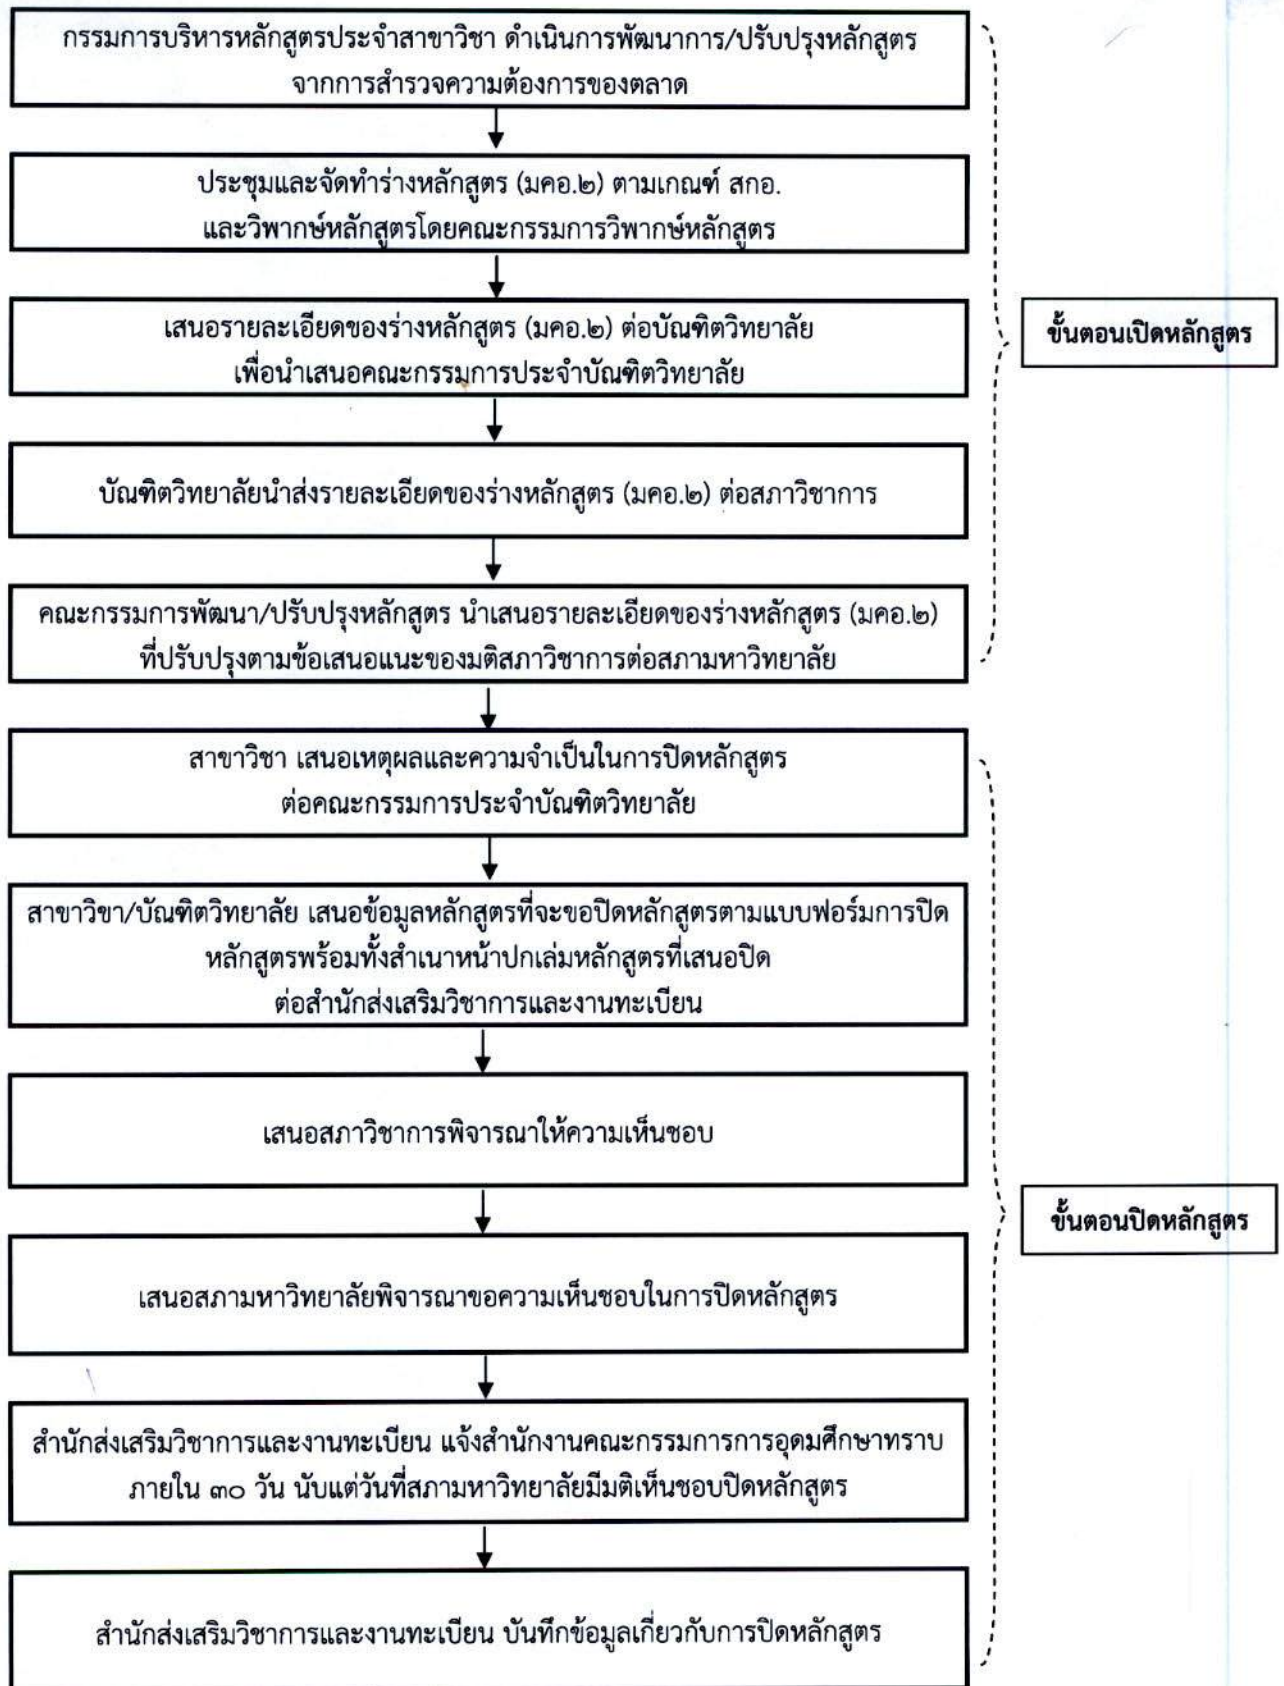 กรรมการบริหารหลักสูตรประจำสาขาวิชา ดำเนินการพัฒนาการ/ปรับปรุงหลักสูตร
จากการสำรวจความต้องการของตลาด
ประชุมและจัดทำร่างหลักสูตร (มคอ.๒) ตามเกณฑ์ สกอ.
และวิพากษ์หลักสูตรโดยคณะกรรมการวิพากษ์หลักสูตร
เสนอรายละเอียดของร่างหลักสูตร (มคอ.๒) ต่อบัณฑิตวิทยาลัย
เพื่อนำเสนอคณะกรรมการประจำบัณฑิตวิทยาลัย
ขั้นตอนเปิดหลักสูตร
บัณฑิตวิทยาลัยนำส่งรายละเอียดของร่างหลักสูตร (มคอ.๒) ต่อสภาวิชาการ
คณะกรรมการพัฒนา/ปรับปรุงหลักสูตร นำเสนอรายละเอียดของร่างหลักสูตร (มคอ.๒)
ที่ปรับปรุงตามข้อเสนอแนะของมติสภาวิชาการต่อสภามหาวิทยาลัย
สาขาวิชา เสนอเหตุผลและความจำเป็นในการปิดหลักสูตร
ต่อคณะกรรมการประจำบัณฑิตวิทยาลัย
สาขาวิขา/บัณฑิตวิทยาลัย เสนอข้อมูลหลักสูตรที่จะขอปิดหลักสูตรตามแบบฟอร์มการปิด
หลักสูตรพร้อมทั้งสำเนาหน้าปกเล่มหลักสูตรที่เสนอปิด
ต่อสำนักส่งเสริมวิชาการและงานทะเบียน
เสนอสภาวิชาการพิจารณาให้ความเห็นชอบ
ขั้นตอนปิดหลักสูตร
เสนอสภามหาวิทยาลัยพิจารณาขอความเห็นชอบในการปิดหลักสูตร
สำนักส่งเสริมวิชาการและงานทะเบียน แจ้งสำนักงานคณะกรรมการการอุดมศึกษาทราบ
ภายใน ๓๐ วัน นับแต่วันที่สภามหาวิทยาลัยมีมติเห็นชอบปิดหลักสูตร
สำนักส่งเสริมวิชาการและงานทะเบียน บันทึกข้อมูลเกี่ยวกับการปิดหลักสูตร